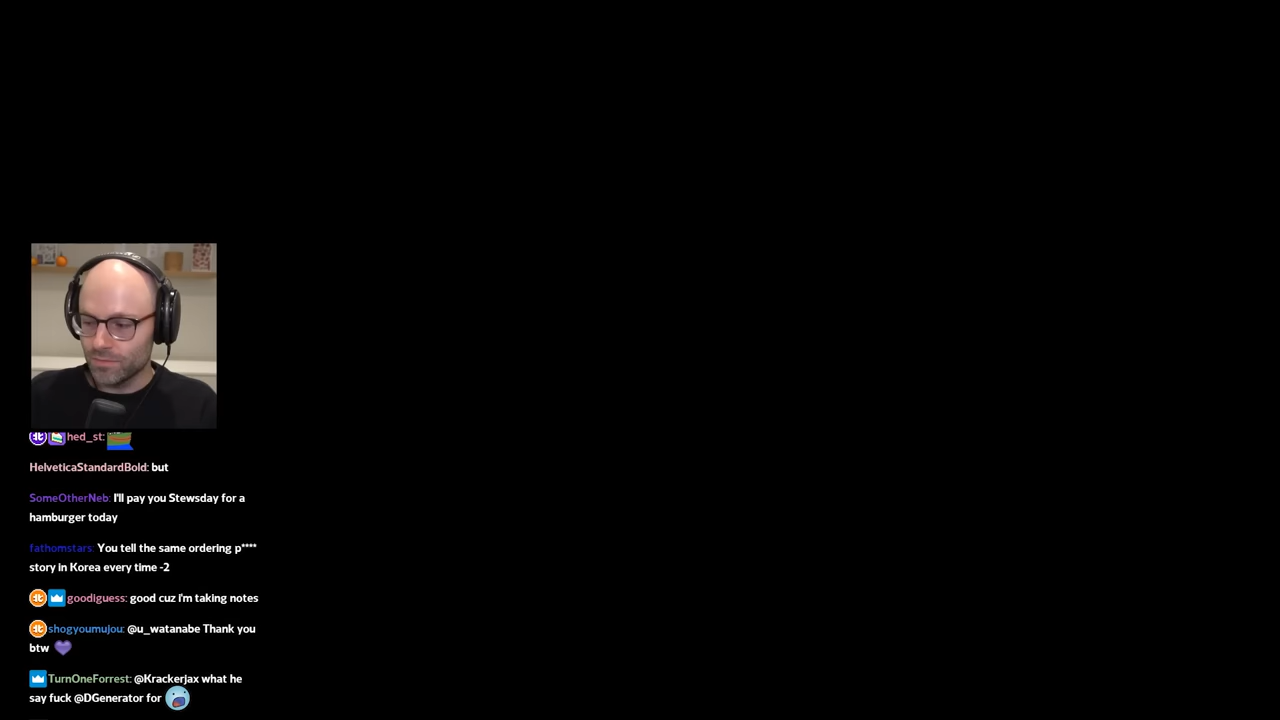 hed_st:
HelveticaStandardBold: but
SomeOtherNeb: I'll pay you Stewsday for a
hamburger today
fathomstars: You tell the same ordering p****
story in Korea every time -2
goodiguess: good cuz i'm taking notes
shogyoumujou: @u_watanabe Thank you
btw
TurnOneForrest: @Krackerjax what he
say fuck @DGenerator for